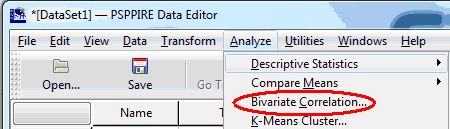 *[DataSet1] — PSPPIRE Data Editor
File Edit View Data Transform Analyze Utilities Windows Help
Open... Save Go To
Descriptive Statistics
Compare Means
Bivariate Correlation...
K-Means Cluster...
Name T